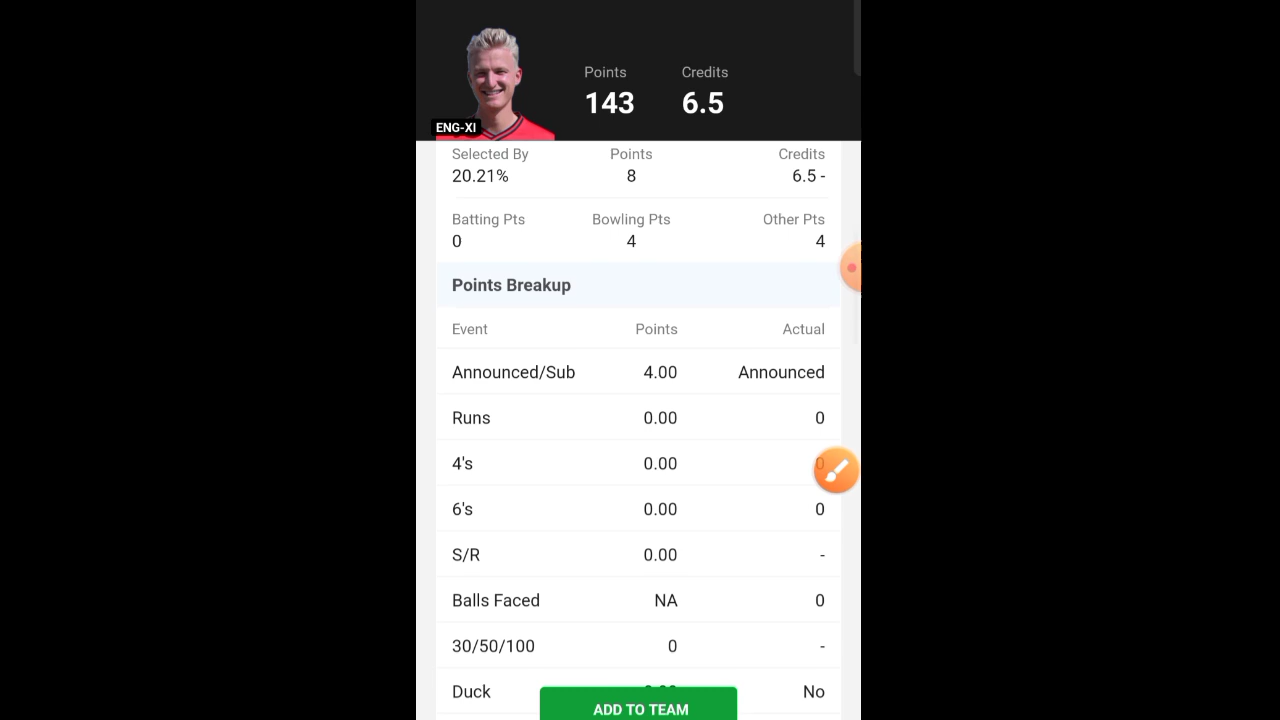 Points Credits
143 6.5
ENG-XI
Selected By Points Credits
20.21% 8 6.5 -
Batting Pts Bowling Pts Other Pts
0 4 4
Points Breakup
Event Points Actual
Announced/Sub 4.00 Announced
Runs 0.00 0
4's 0.00 0
6's 0.00 0
S/R 0.00 -
Balls Faced NA 0
30/50/100 0 -
Duck No
ADD TO TEAM